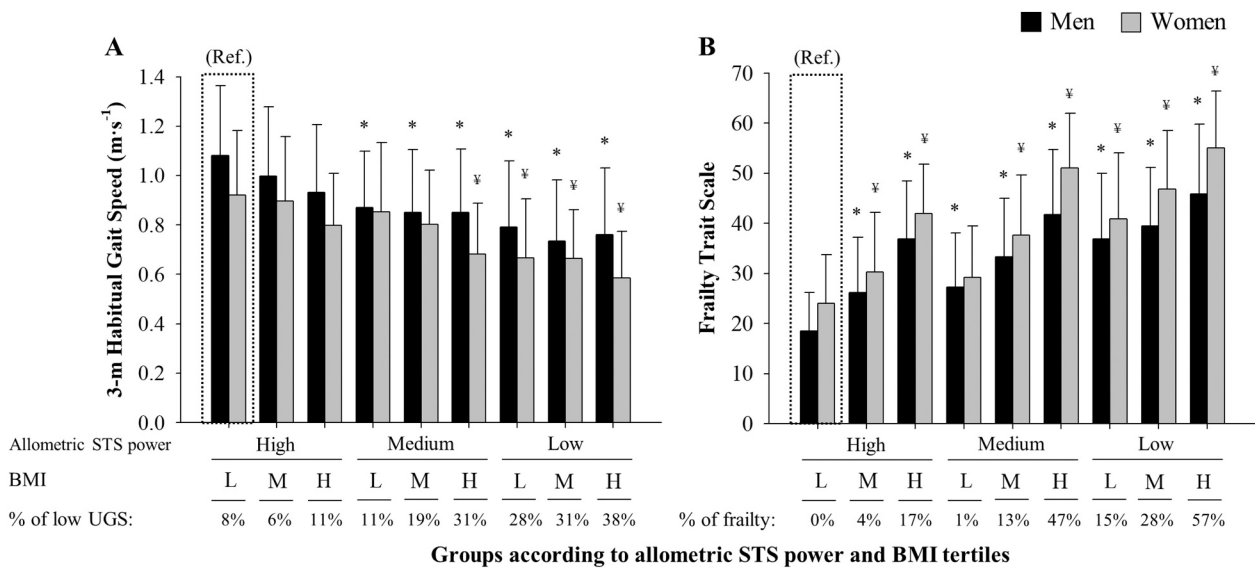 Men Women
A
(Ref.)
3-m Habitual Gait Speed (m·s⁻¹)
1.4
1.2
1.0
0.8
0.6
0.4
0.2
0.0
* * * * * *
¥ ¥ ¥ ¥
B
(Ref.)
Frailty Trait Scale
70
60
50
40
30
20
10
0
* ¥ * ¥ * * ¥ * ¥ * ¥ * ¥ * ¥
Allometric STS power High Medium Low High Medium Low
BMI L M H L M H L M H L M H L M H L M H
% of low UGS: 8% 6% 11% 11% 19% 31% 28% 31% 38% % of frailty: 0% 4% 17% 1% 13% 47% 15% 28% 57%
Groups according to allometric STS power and BMI tertiles